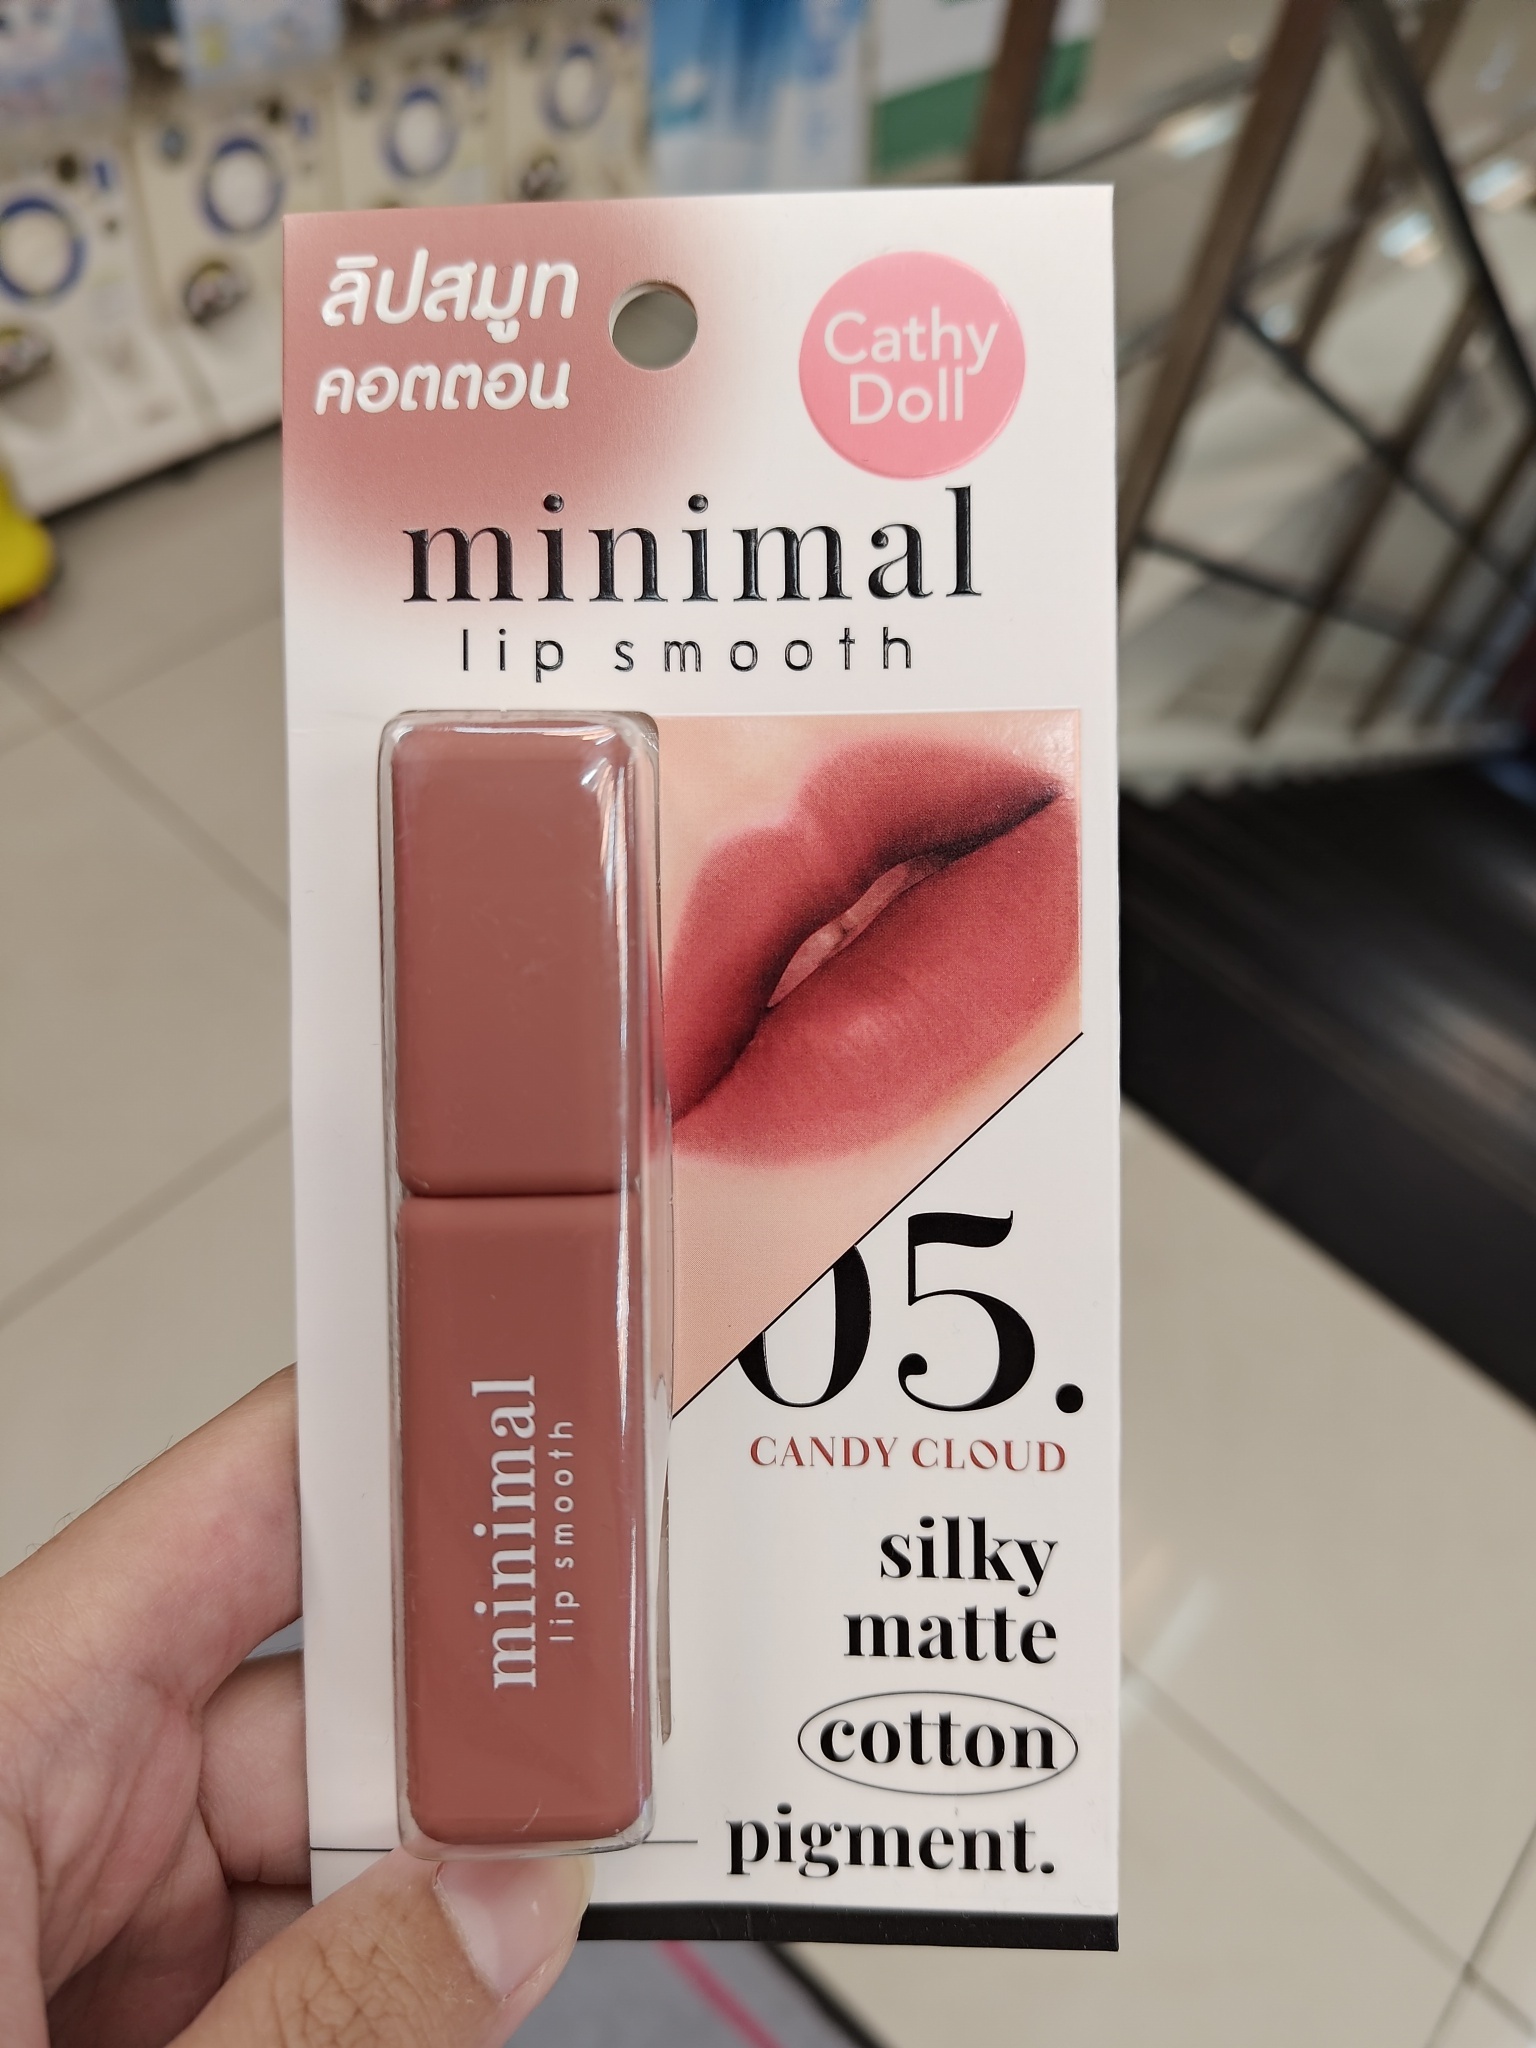 ลิปสมูท
คอตตอน
Cathy
Doll
minimal
lip smooth
05.
CANDY CLOUD
silky
matte
cotton
pigment.
minimal
lip smooth